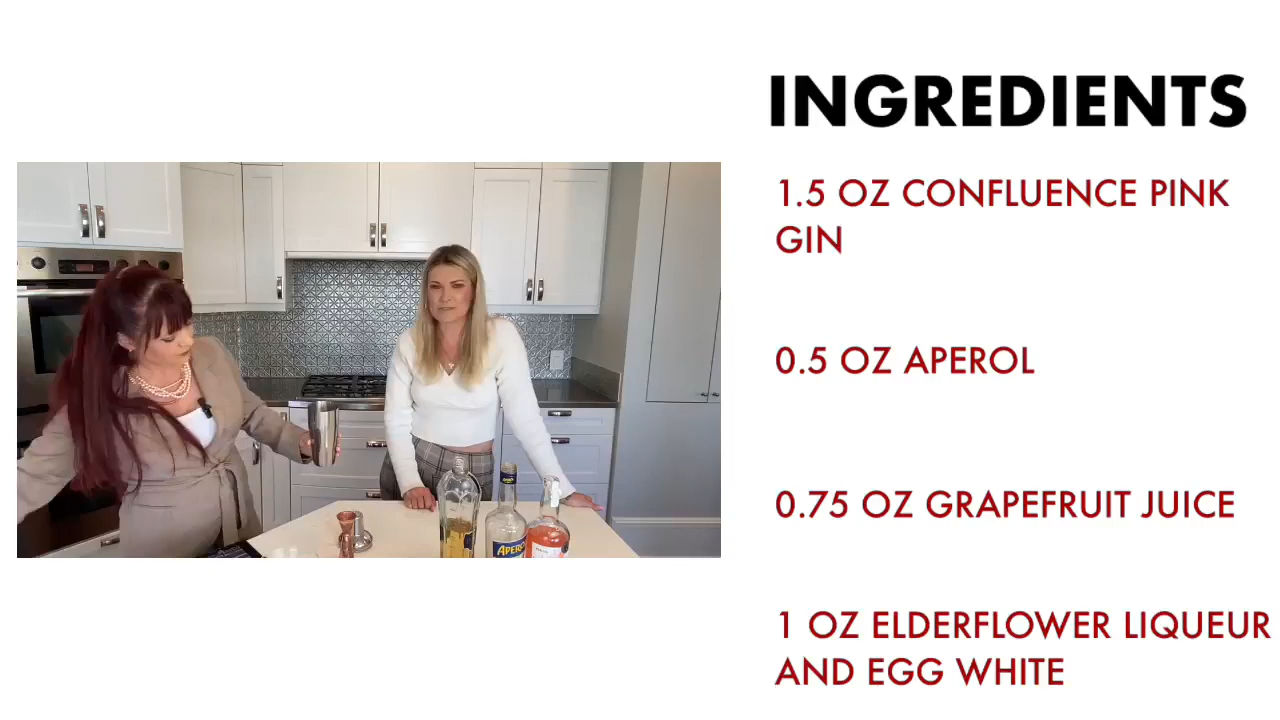 INGREDIENTS
1.5 OZ CONFLUENCE PINK
GIN
0.5 OZ APEROL
0.75 OZ GRAPEFRUIT JUICE
1 OZ ELDERFLOWER LIQUEUR
AND EGG WHITE
APEROL